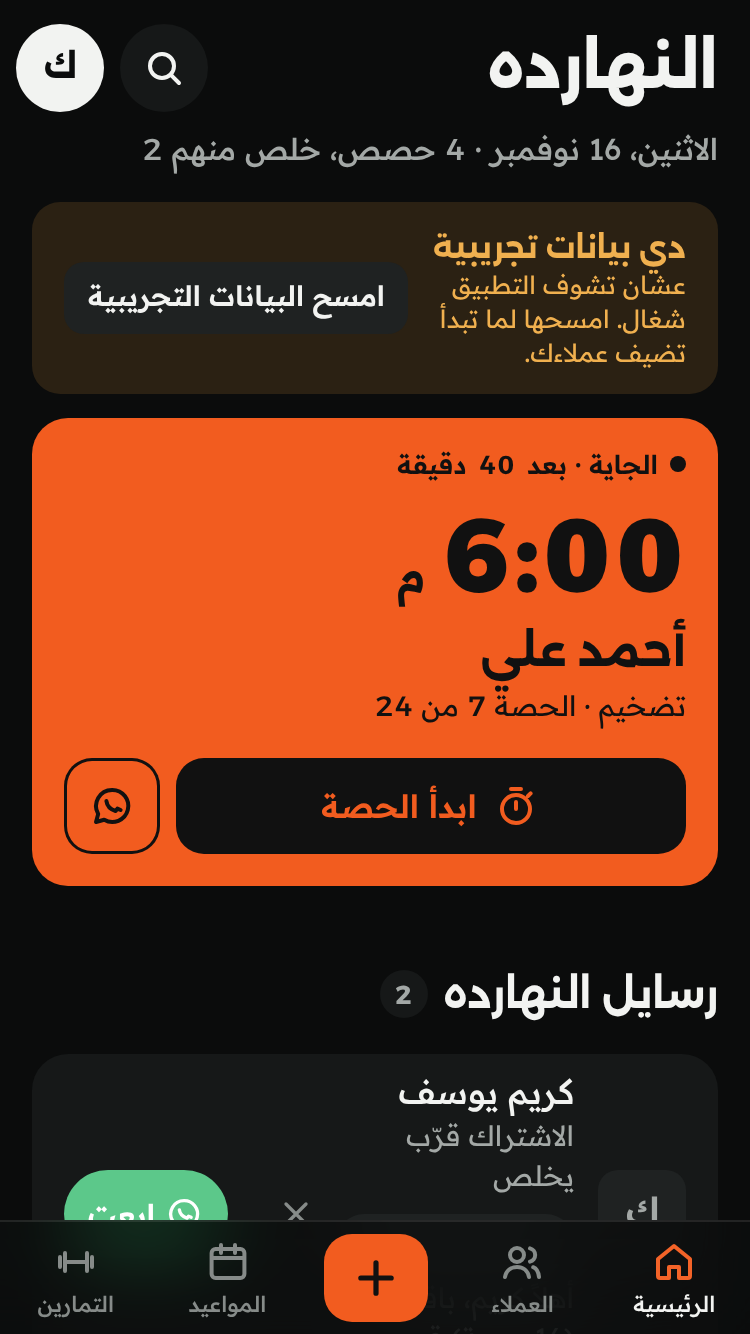 النهارده
ك
الاثنين، 16 نوفمبر · 4 حصص، خلص منهم 2
دي بيانات تجريبية
عشان تشوف التطبيق
شغال. امسحها لما تبدأ
تضيف عملاءك.
امسح البيانات التجريبية
الجاية · بعد 40 دقيقة
6:00 م
أحمد علي
تضخيم · الحصة 7 من 24
ابدأ الحصة
رسايل النهارده 2
كريم يوسف
الاشتراك قرّب
يخلص
ك
ابعت
الرئيسية
العملاء
المواعيد
التمارين